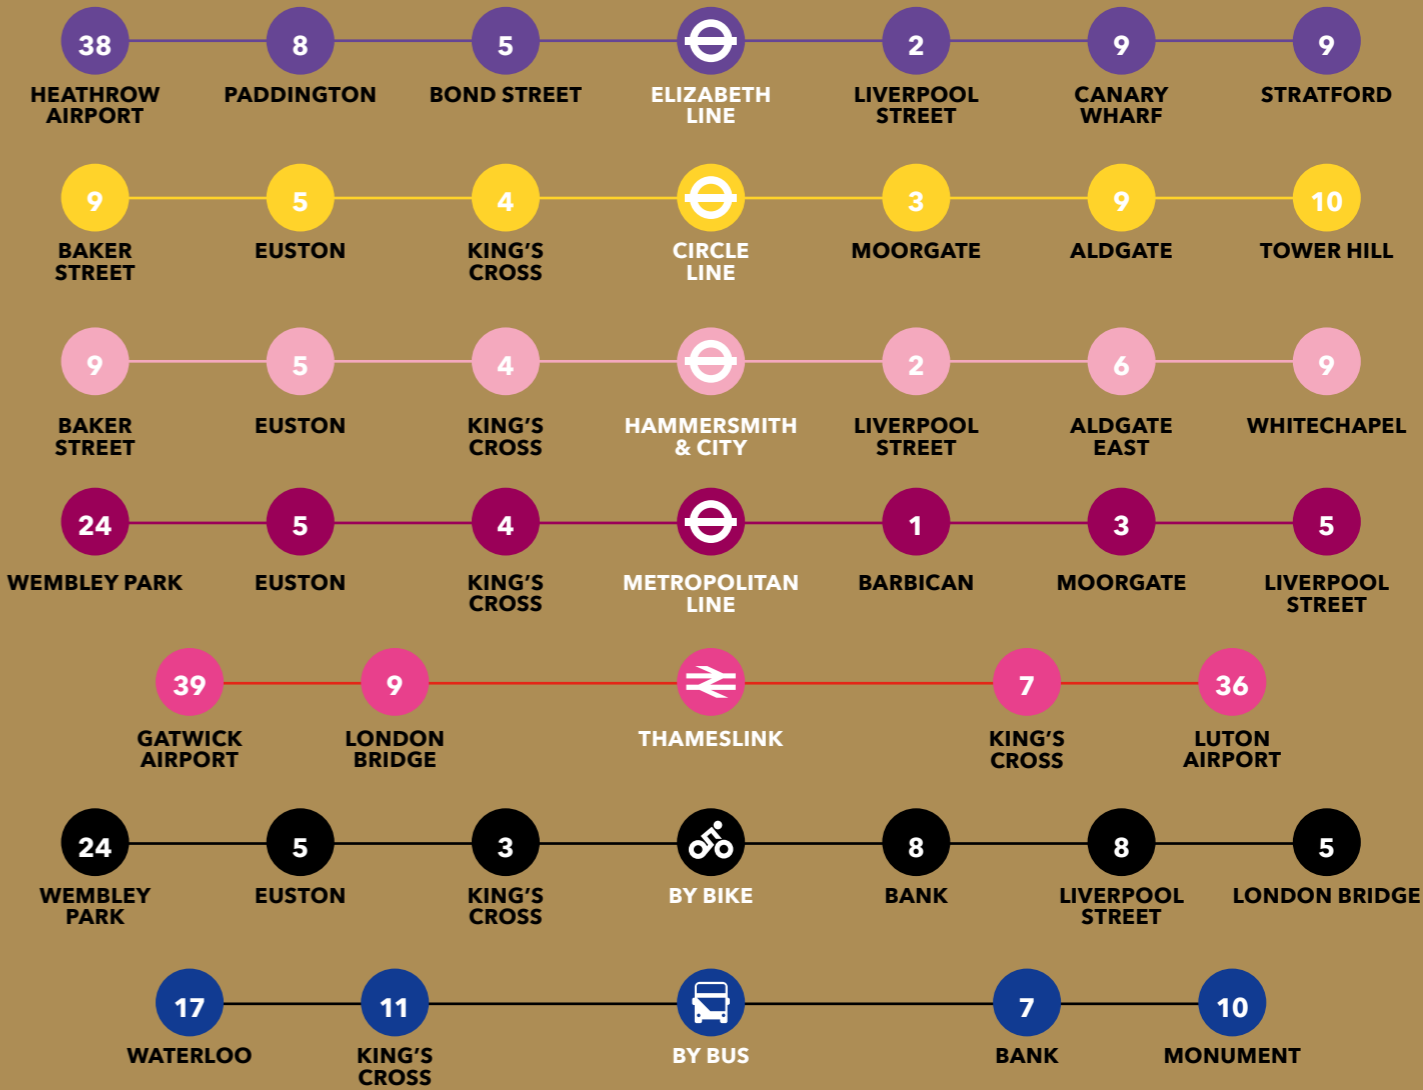 38 8 5 2 9 9
HEATHROW PADDINGTON BOND STREET ELIZABETH LIVERPOOL CANARY STRATFORD
AIRPORT LINE STREET WHARF
9 5 4 3 9 10
BAKER EUSTON KING'S CIRCLE MOORGATE ALDGATE TOWER HILL
STREET CROSS LINE
9 5 4 2 6 9
BAKER EUSTON KING'S HAMMERSMITH LIVERPOOL ALDGATE WHITECHAPEL
STREET CROSS & CITY STREET EAST
24 5 4 1 3 5
WEMBLEY PARK EUSTON KING'S METROPOLITAN BARBICAN MOORGATE LIVERPOOL
CROSS LINE STREET
39 9 7 36
GATWICK LONDON THAMESLINK KING'S LUTON
AIRPORT BRIDGE CROSS AIRPORT
24 5 3 8 8 5
WEMBLEY EUSTON KING'S BY BIKE BANK LIVERPOOL LONDON BRIDGE
PARK CROSS STREET
17 11 7 10
WATERLOO KING'S BY BUS BANK MONUMENT
CROSS